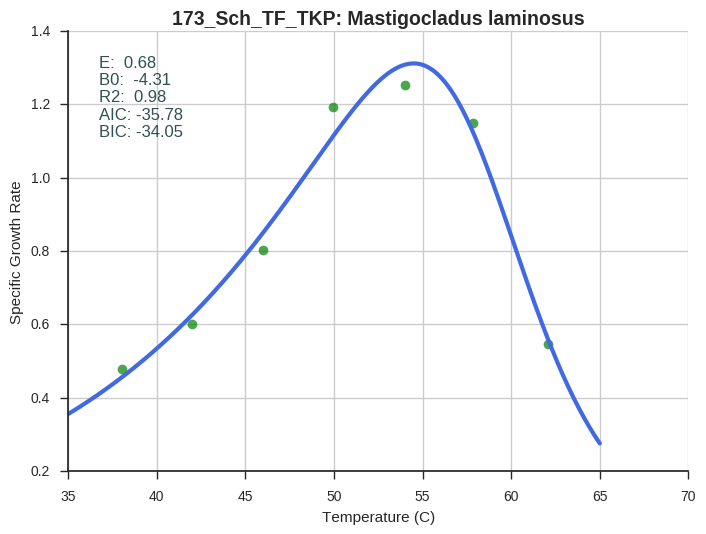 173_Sch_TF_TKP: Mastigocladus laminosus
E:  0.68
B0:  -4.31
R2:  0.98
AIC: -35.78
BIC: -34.05
Specific Growth Rate
1.4
1.2
1.0
0.8
0.6
0.4
0.2
35 40 45 50 55 60 65 70
Temperature (C)